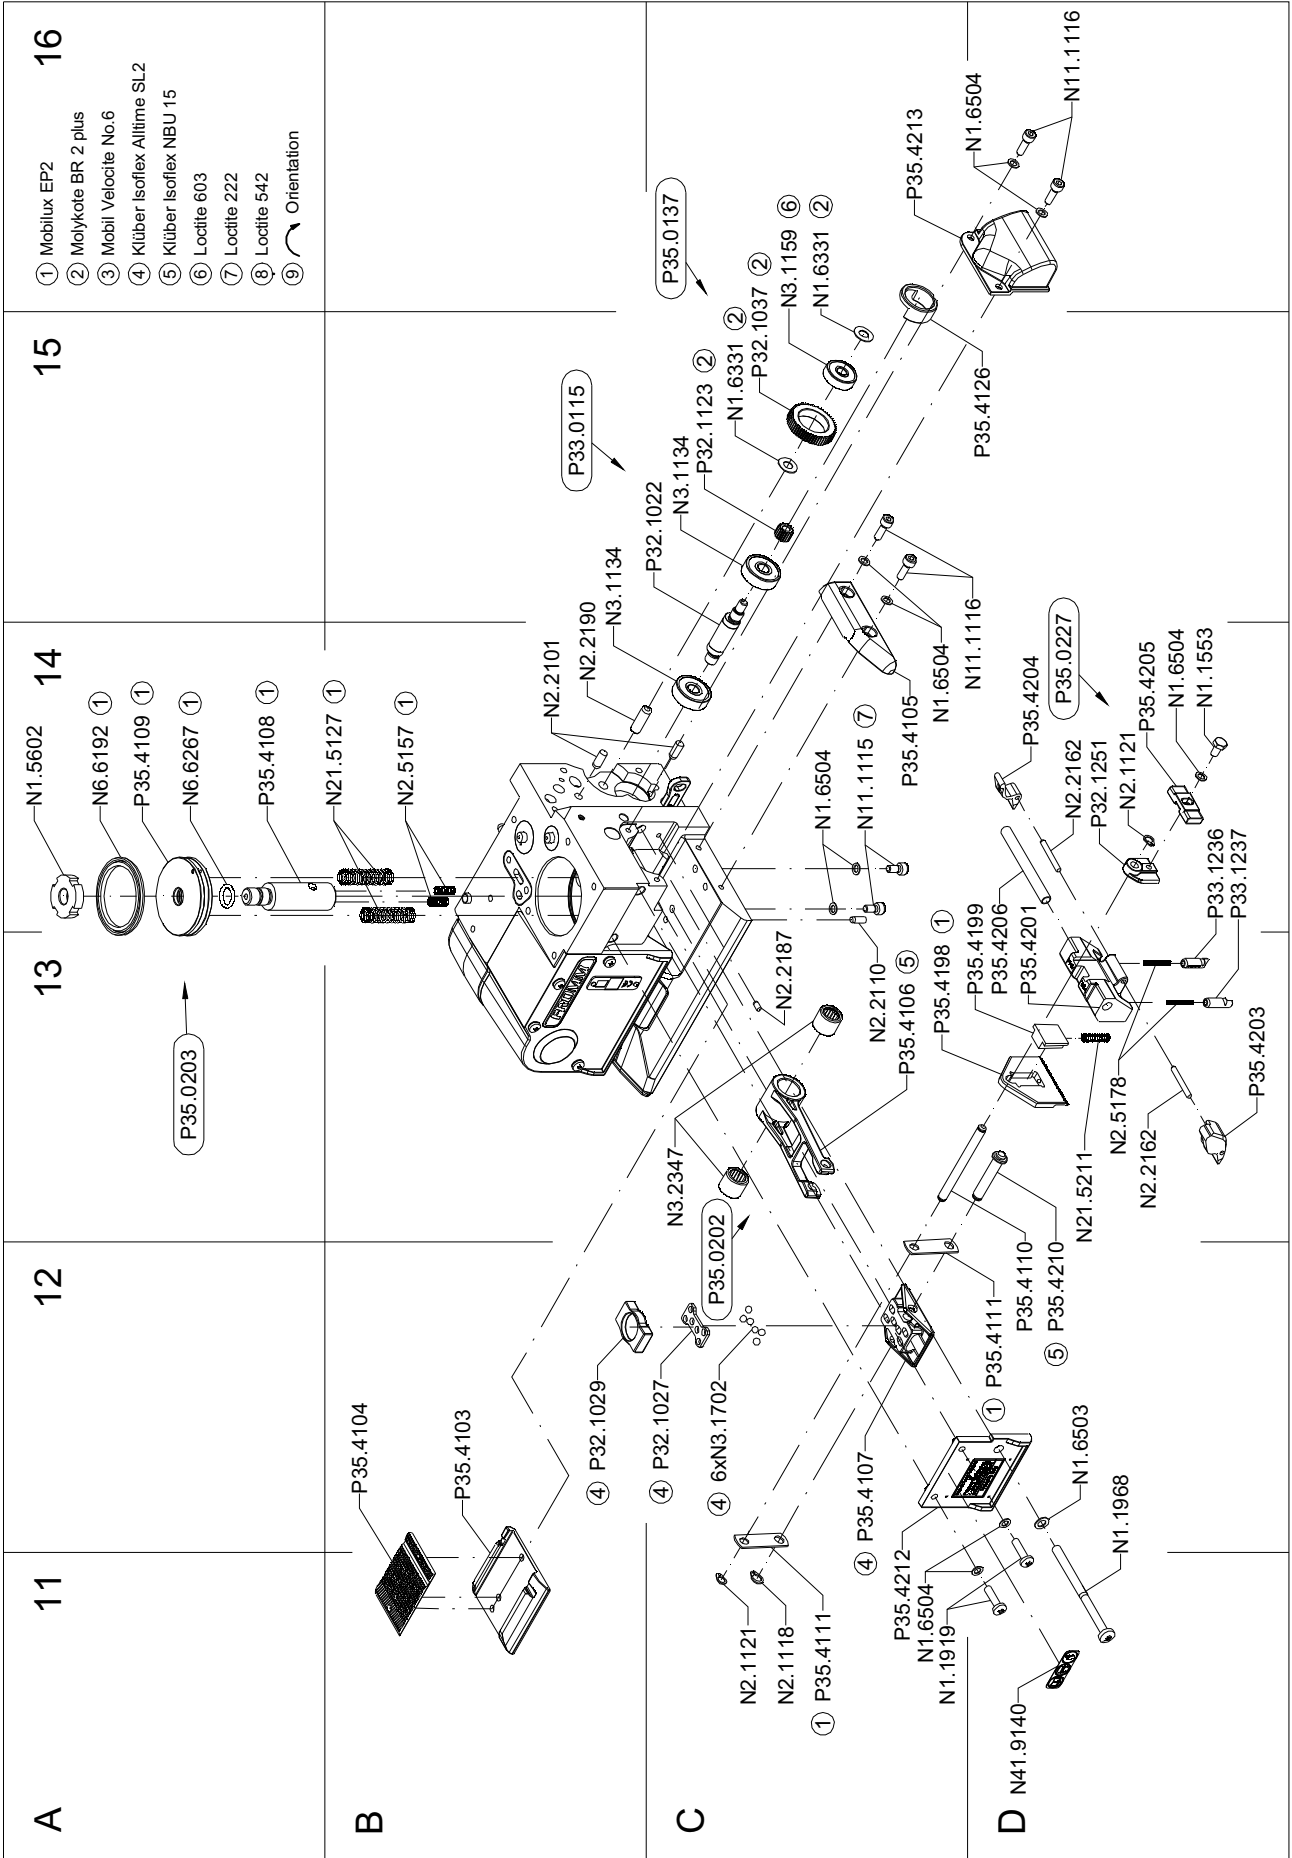 A
B
C
D
11
12
13
14
15
16
① Mobilux EP2
② Molykote BR 2 plus
③ Mobil Velocite No.6
④ Klüber Isoflex Alltime SL2
⑤ Klüber Isoflex NBU 15
⑥ Loctite 603
⑦ Loctite 222
⑧ Loctite 542
⑨ Orientation
N1.5602
N6.6192 ①
P35.4109 ①
N6.6267 ①
P35.4108 ①
N21.5127 ①
N2.5157 ①
P35.0203
P35.4104
P35.4103
④ P32.1029
④ P32.1027
④ 6xN3.1702
P35.0202
N3.2347
FROMM
N2.2101
N2.2190
N3.1134
P32.1022
N3.1134
P32.1123 ②
N1.6331 ②
P32.1037 ②
N3.1159 ⑥
N1.6331 ②
P33.0115
P35.0137
P35.4213
N1.6504
N11.1116
P35.4126
P35.4105
N1.6504
N11.1116
N1.6504
N11.1115 ⑦
N2.2187
N2.2110
P35.4106 ⑤
P35.4198 ①
P35.4199
P35.4206
P35.4201
P35.4204
N2.2162
P32.1251
N2.1121
P35.0227
P35.4205
N1.6504
N1.1553
P33.1236
P33.1237
P35.4203
N2.2162
N2.5178
N21.5211
⑤ P35.4210
P35.4110
① P35.4111
④ P35.4107
N2.1121
N2.1118
① P35.4111
P35.4212
N1.6504
N1.1919
N41.9140
N1.6503
N1.1968